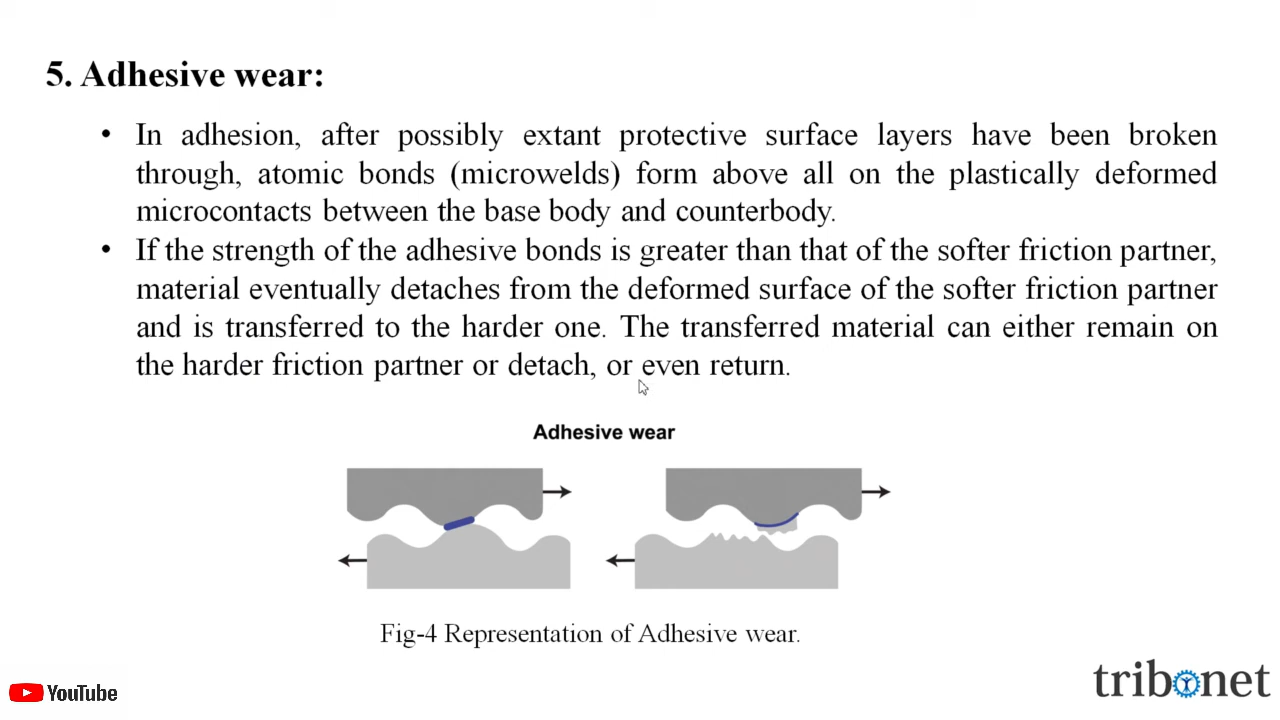 5. Adhesive wear:
• In adhesion, after possibly extant protective surface layers have been broken
through, atomic bonds (microwelds) form above all on the plastically deformed
microcontacts between the base body and counterbody.
• If the strength of the adhesive bonds is greater than that of the softer friction partner,
material eventually detaches from the deformed surface of the softer friction partner
and is transferred to the harder one. The transferred material can either remain on
the harder friction partner or detach, or even return.
Adhesive wear
Fig-4 Representation of Adhesive wear.
YouTube
tribonet